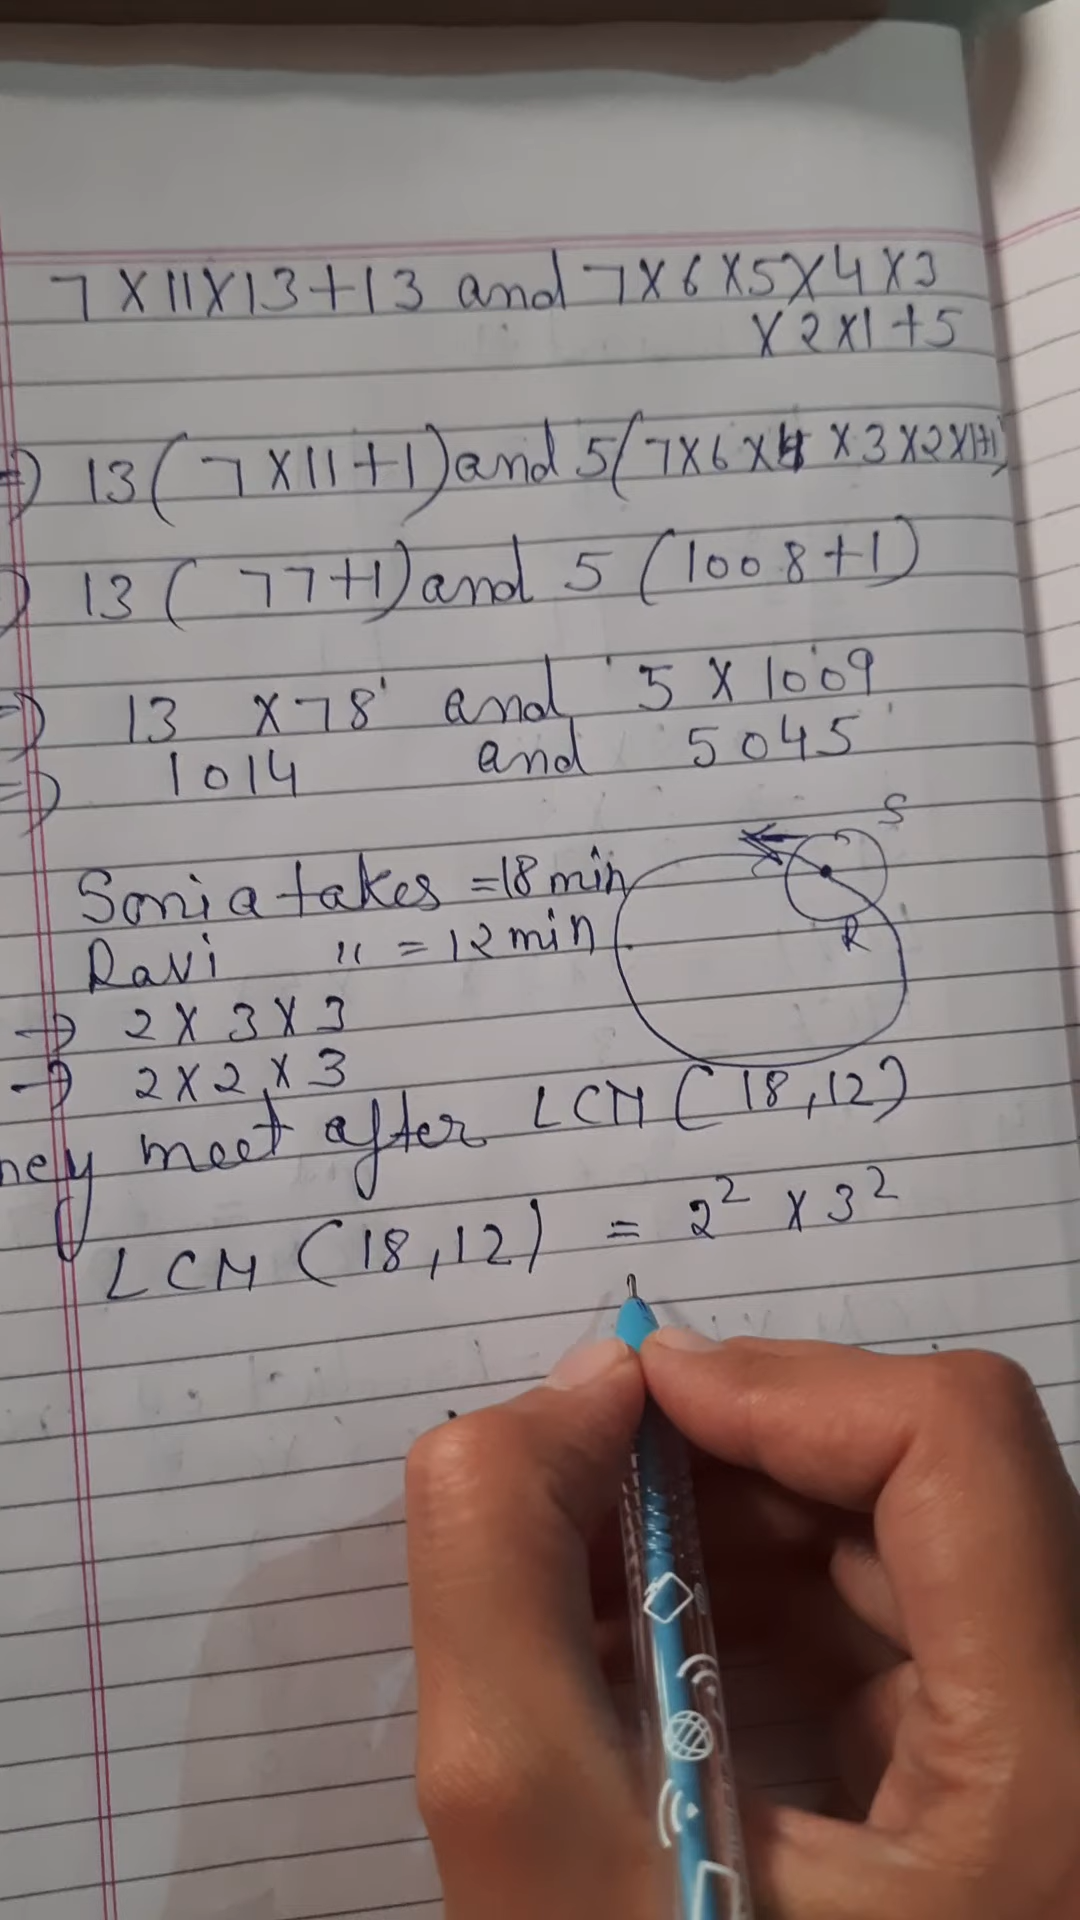 7 X 11 X 13 + 13 and 7 X 6 X 5 X 4 X 3
X 2 X 1 + 5
⇒ 13 ( 7 X 11 + 1 ) and 5 ( 7 X 6 X 4 X 3 X 2 X 1 + 1 )
⇒ 13 ( 77 + 1 ) and 5 ( 1008 + 1 )
⇒ 13 X 78 and 5 X 1009
⇒ 1014 and 5045
S
Sonia takes = 18 min
R
Ravi " = 12 min
→ 2 X 3 X 3
→ 2 X 2 X 3
hey meet after LCM ( 18, 12 )
LCM ( 18, 12 ) = 2² X 3²